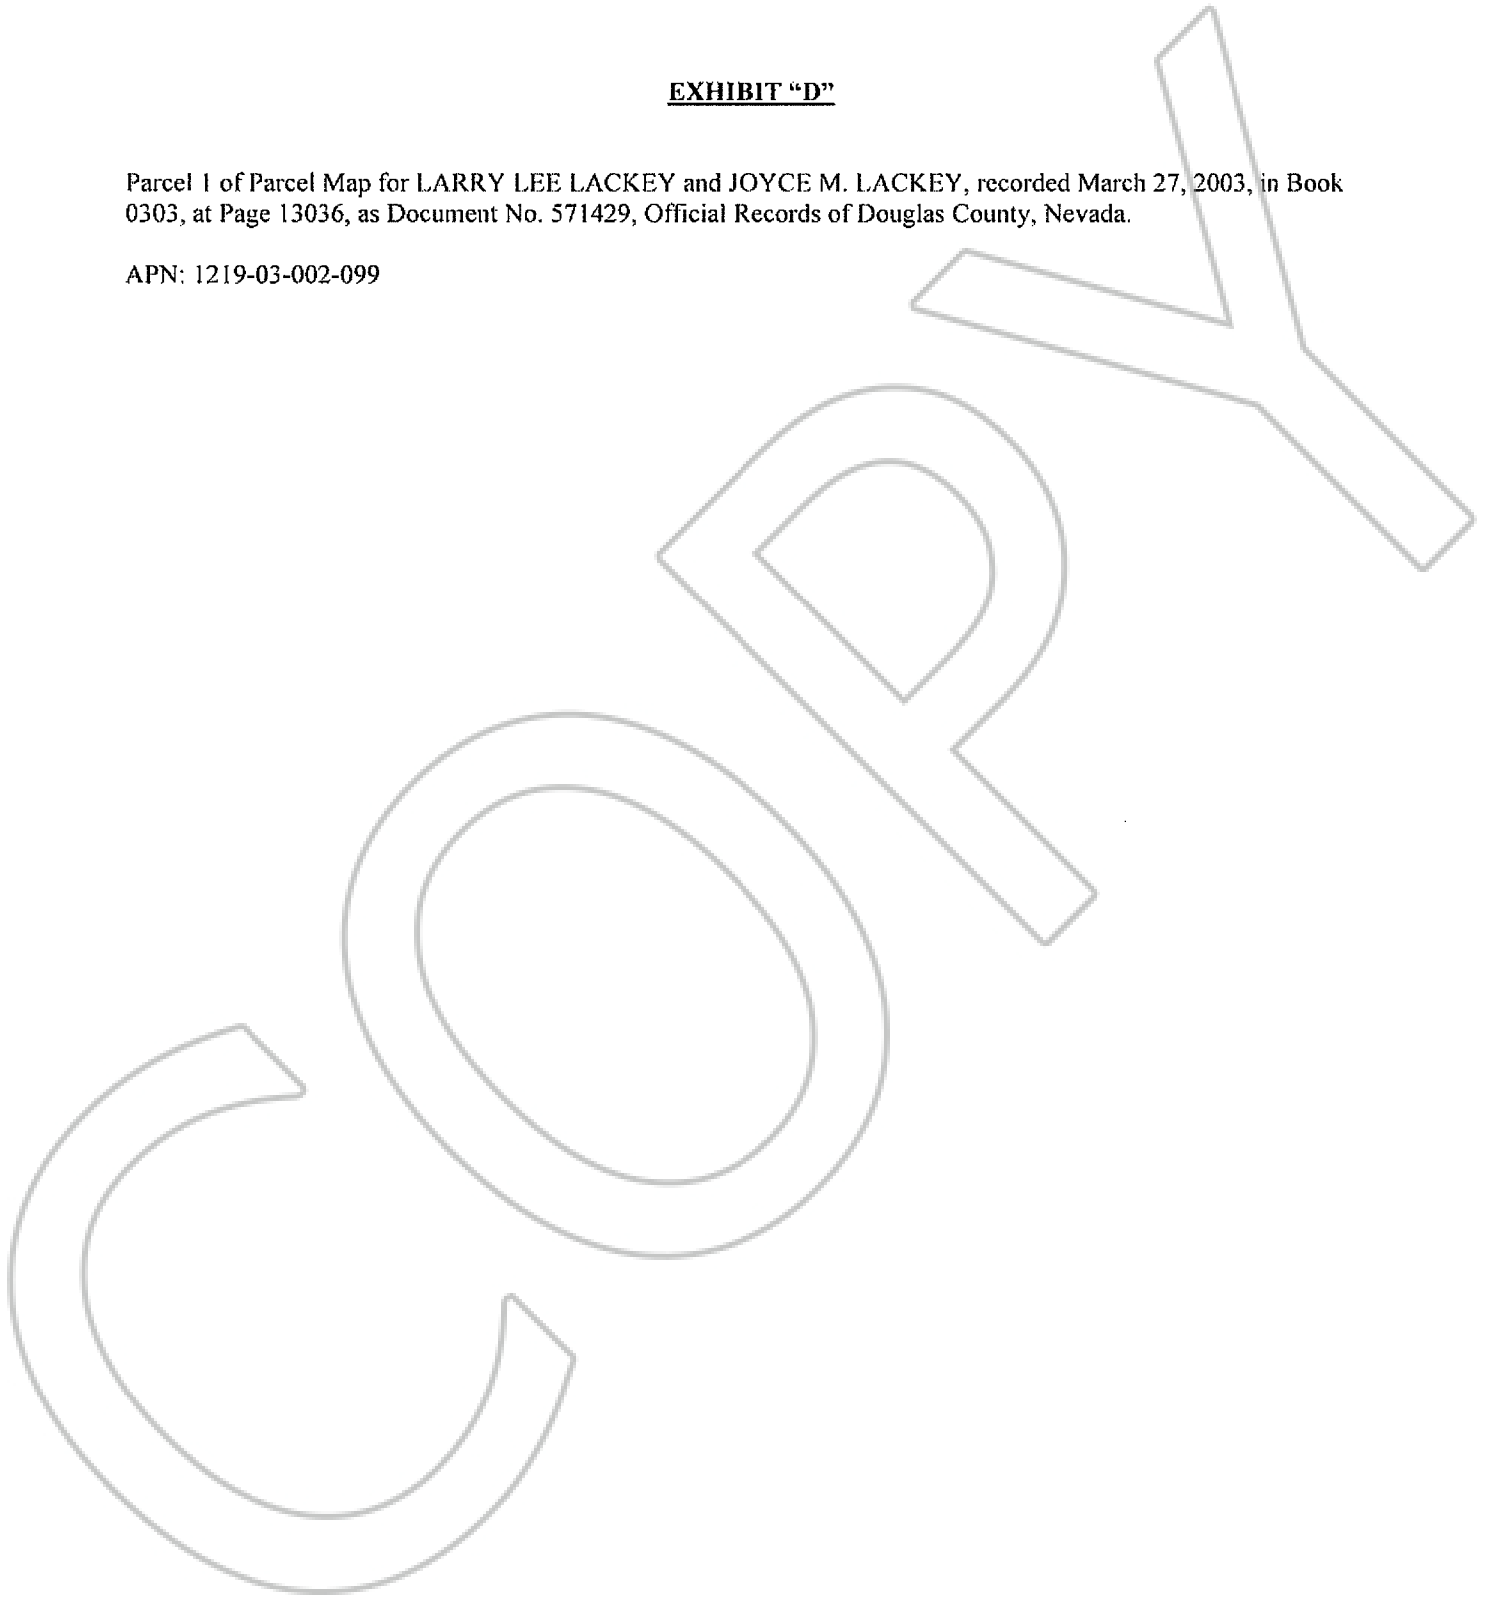 EXHIBIT “D”
Parcel 1 of Parcel Map for LARRY LEE LACKEY and JOYCE M. LACKEY, recorded March 27, 2003, in Book
0303, at Page 13036, as Document No. 571429, Official Records of Douglas County, Nevada.
APN: 1219-03-002-099
COPY